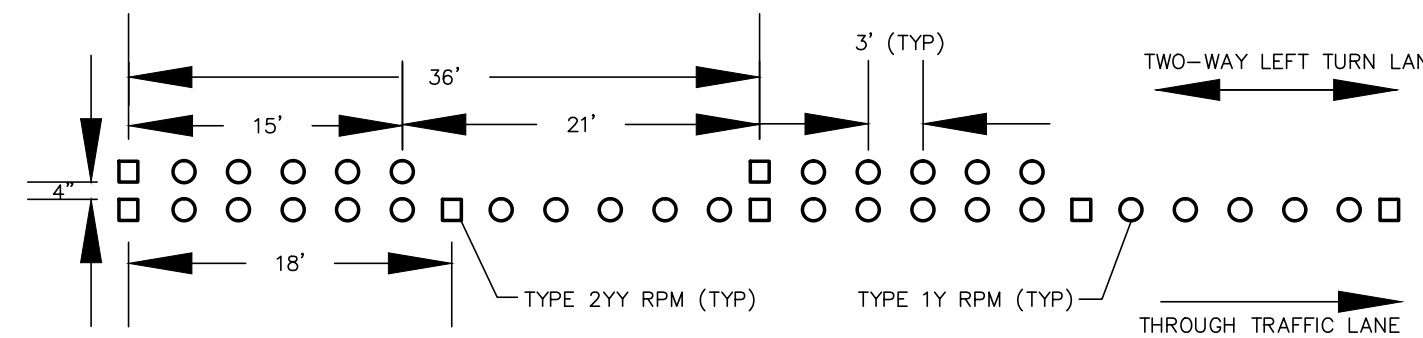 3' (TYP)
TWO-WAY LEFT TURN LAN
36'
15'
21'
4"
18'
TYPE 2YY RPM (TYP)
TYPE 1Y RPM (TYP)
THROUGH TRAFFIC LANE